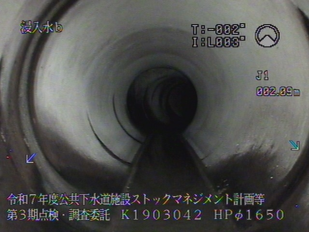 浸入水b
T:-002°
I:L003°
J1
002.09m
令和７年度公共下水道施設ストックマネジメント計画等
第３期点検・調査委託 K1903042 HPφ1650